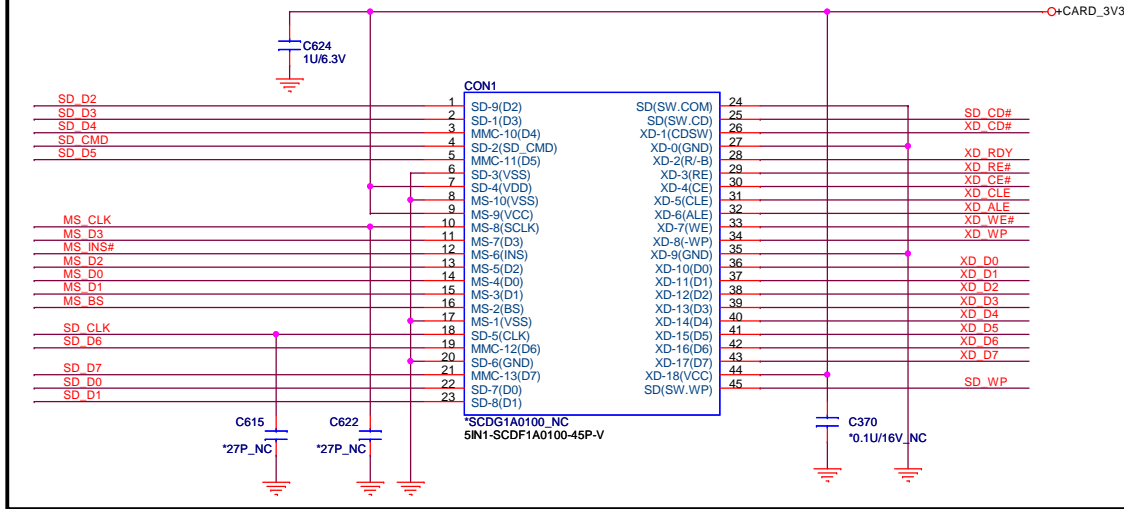 +CARD_3V3
C624
1U/6.3V
CON1
SD_D2 1 SD-9(D2) SD(SW.COM) 24
SD_D3 2 SD-1(D3) SD(SW.CD) 25 SD_CD#
SD_D4 3 MMC-10(D4) XD-1(CDSW) 26 XD_CD#
SD_CMD 4 SD-2(SD_CMD) XD-0(GND) 27
SD_D5 5 MMC-11(D5) XD-2(R/-B) 28 XD_RDY
6 SD-3(VSS) XD-3(RE) 29 XD_RE#
7 SD-4(VDD) XD-4(CE) 30 XD_CE#
8 MS-10(VSS) XD-5(CLE) 31 XD_CLE
9 MS-9(VCC) XD-6(ALE) 32 XD_ALE
MS_CLK 10 MS-8(SCLK) XD-7(WE) 33 XD_WE#
MS_D3 11 MS-7(D3) XD-8(-WP) 34 XD_WP
MS_INS# 12 MS-6(INS) XD-9(GND) 35
MS_D2 13 MS-5(D2) XD-10(D0) 36 XD_D0
MS_D0 14 MS-4(D0) XD-11(D1) 37 XD_D1
MS_D1 15 MS-3(D1) XD-12(D2) 38 XD_D2
MS_BS 16 MS-2(BS) XD-13(D3) 39 XD_D3
17 MS-1(VSS) XD-14(D4) 40 XD_D4
SD_CLK 18 SD-5(CLK) XD-15(D5) 41 XD_D5
SD_D6 19 MMC-12(D6) XD-16(D6) 42 XD_D6
20 SD-6(GND) XD-17(D7) 43 XD_D7
SD_D7 21 MMC-13(D7) XD-18(VCC) 44
SD_D0 22 SD-7(D0) SD(SW.WP) 45 SD_WP
SD_D1 23 SD-8(D1)
C615 C622 *SCDG1A0100_NC C370
*27P_NC *27P_NC 5IN1-SCDF1A0100-45P-V *0.1U/16V_NC